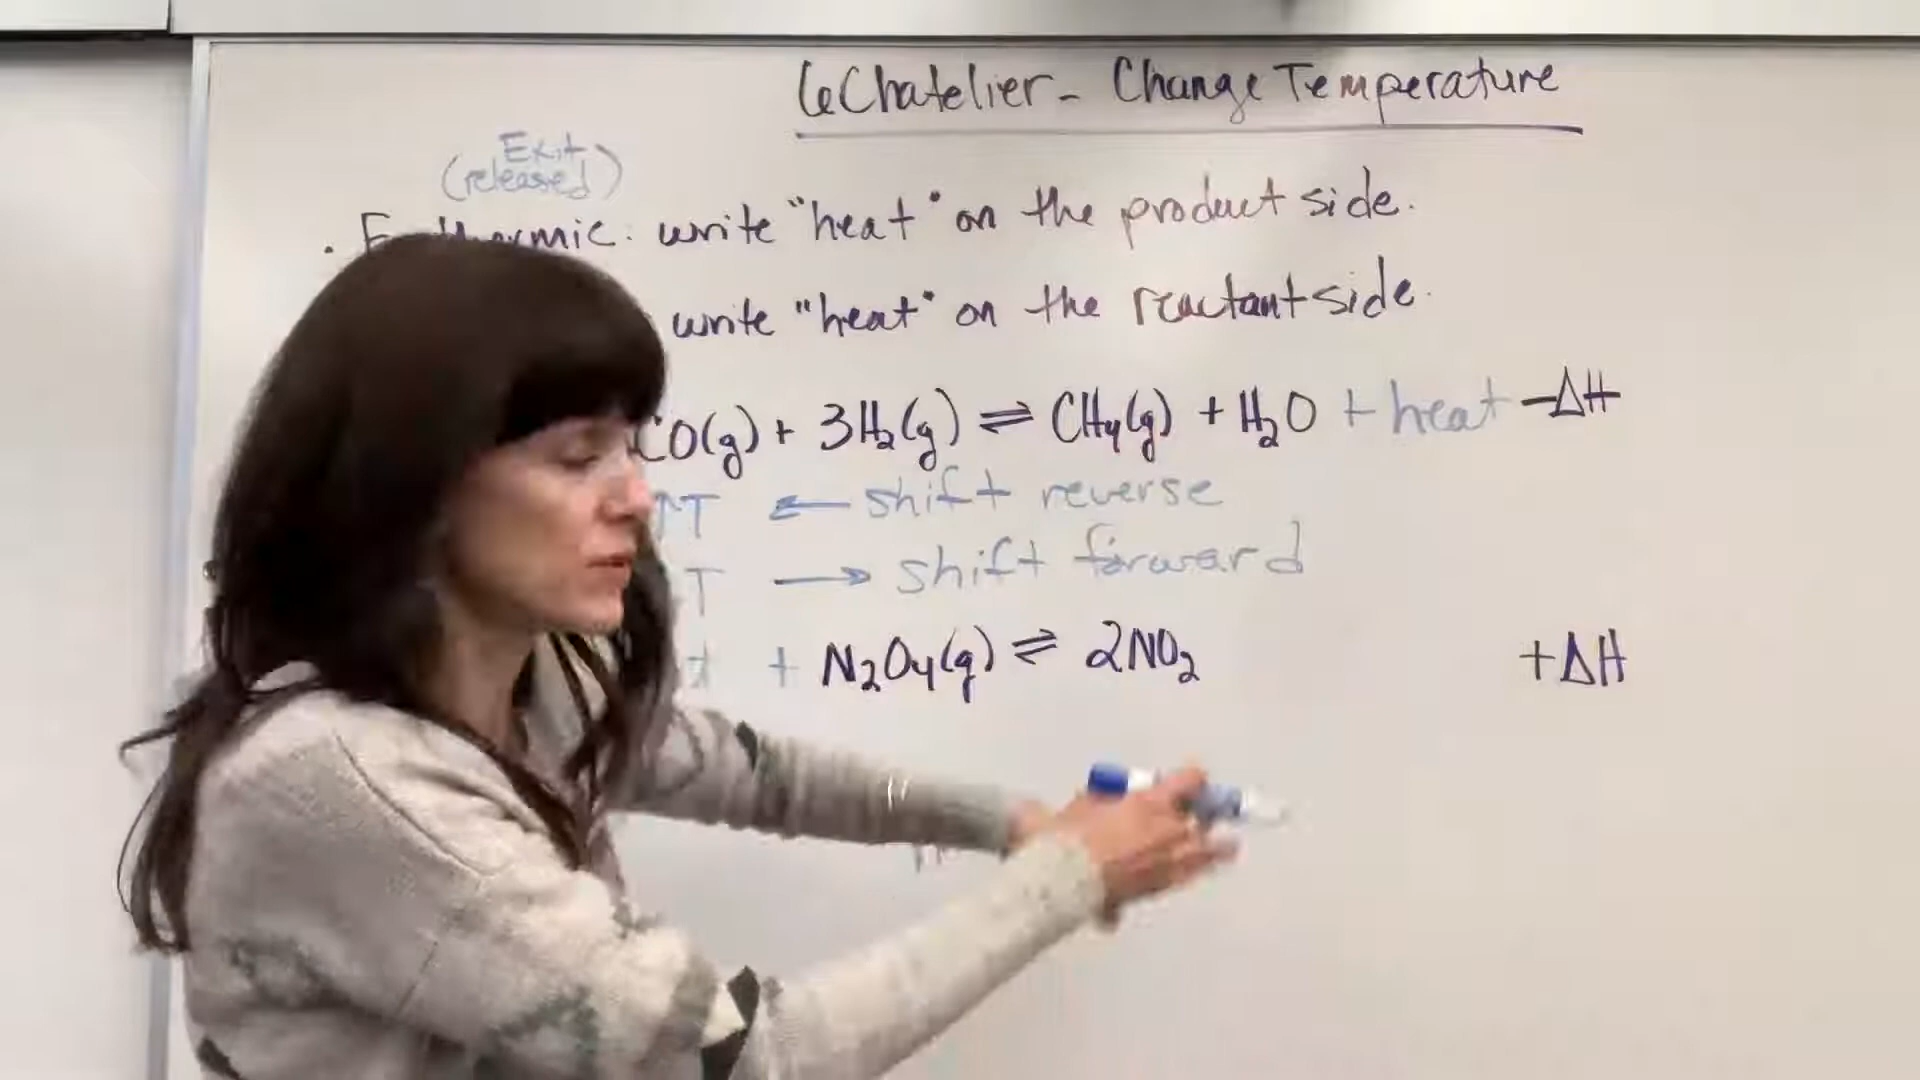 LeChatelier - Change Temperature
Exit
(released)
write "heat" on the product side.
write "heat" on the reactant side.
CO(g) + 3H₂(g) ⇌ CH₄(g) + H₂O + heat -ΔH
↑T ← shift reverse
T → shift forward
+ N₂O₄(g) ⇌ 2NO₂ +ΔH